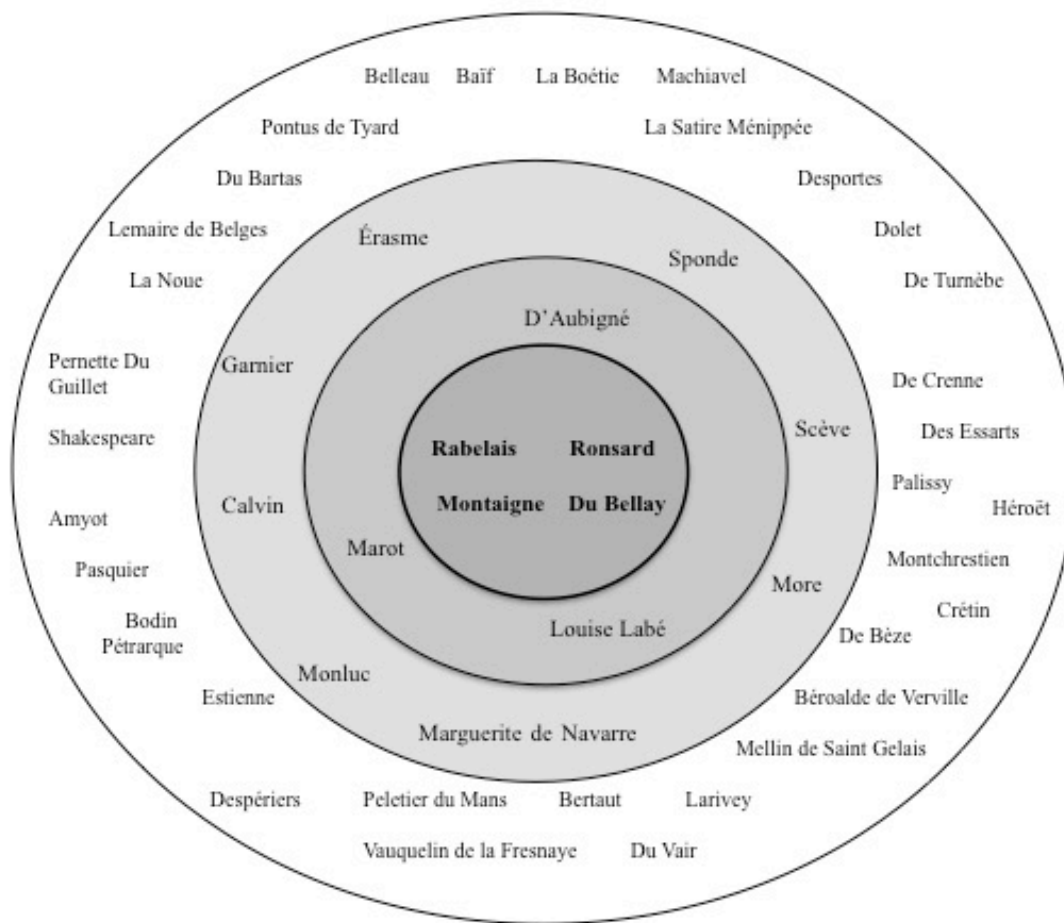 Belleau Baïf La Boétie Machiavel
Pontus de Tyard La Satire Ménippée
Du Bartas Desportes
Lemaire de Belges Érasme Dolet
Sponde
La Noue De Turnèbe
D’Aubigné
Pernette Du
Guillet
Garnier De Crenne
Shakespeare Rabelais Ronsard Scève Des Essarts
Palissy
Calvin Montaigne Du Bellay Héroët
Amyot
Marot
Pasquier More Montchrestien
Bodin Crétin
Pétrarque Louise Labé De Bèze
Estienne Monluc Béroalde de Verville
Marguerite de Navarre Mellin de Saint Gelais
Despériers Peletier du Mans Bertaut Larivey
Vauquelin de la Fresnaye Du Vair